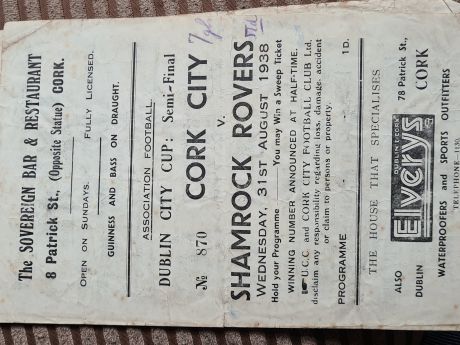 The SOVEREIGN BAR & RESTAURANT
8 Patrick St., (Opposite Statue) CORK.
OPEN ON SUNDAYS. FULLY LICENSED.
GUINNESS AND BASS ON DRAUGHT.
ASSOCIATION FOOTBALL.
DUBLIN CITY CUP: Semi-Final
№ 870 CORK CITY
v.
SHAMROCK ROVERS
WEDNESDAY, 31ST AUGUST 1938
Hold your Programme You may Win a Sweep Ticket
WINNING NUMBER ANNOUNCED AT HALF-TIME.
U.C.C. and CORK CITY FOOTBALL CLUB Ltd.
disclaim any responsibility regarding loss, damage, accident
or claim to persons or property.
PROGRAMME 1D.
THE HOUSE THAT SPECIALISES
ALSO DUBLIN
DUBLIN & CORK
Elverys
78 Patrick St., CORK
WATERPROOFERS and SPORTS OUTFITTERS